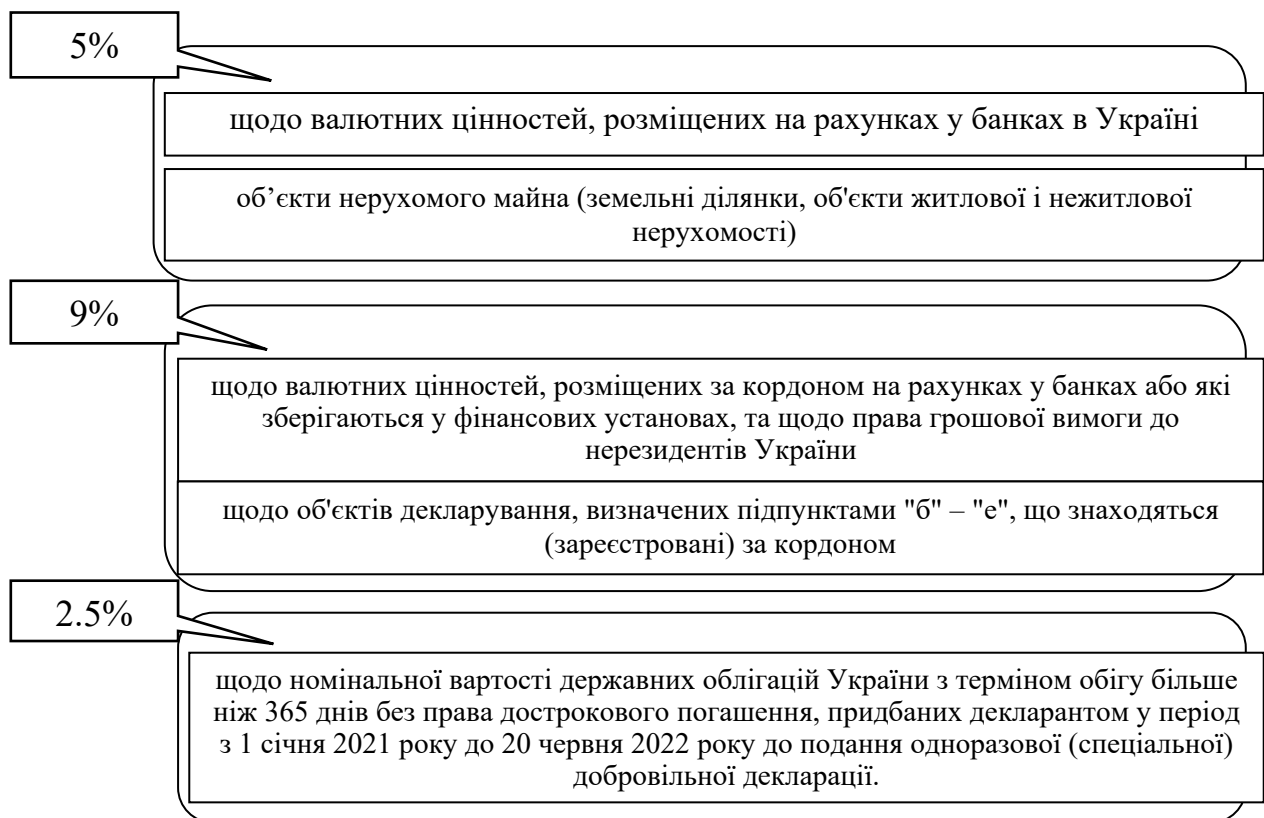 5%
щодо валютних цінностей, розміщених на рахунках у банках в Україні
об’єкти нерухомого майна (земельні ділянки, об'єкти житлової і нежитлової
нерухомості)
9%
щодо валютних цінностей, розміщених за кордоном на рахунках у банках або які
зберігаються у фінансових установах, та щодо права грошової вимоги до
нерезидентів України
щодо об'єктів декларування, визначених підпунктами "б" – "е", що знаходяться
(зареєстровані) за кордоном
2.5%
щодо номінальної вартості державних облігацій України з терміном обігу більше
ніж 365 днів без права дострокового погашення, придбаних декларантом у період
з 1 січня 2021 року до 20 червня 2022 року до подання одноразової (спеціальної)
добровільної декларації.